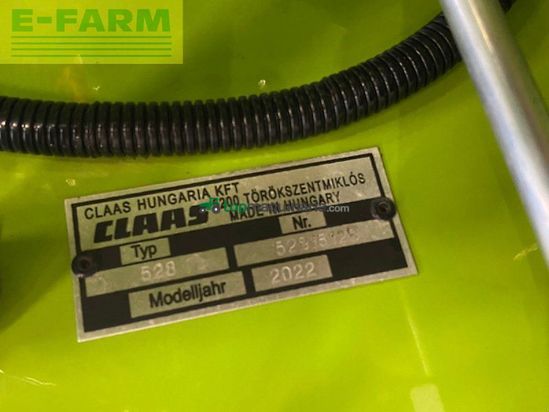 E-FARM
CLAAS HUNGARIA KFT
5200 TÖRÖKSZENTMIKLÓS
CLAAS MADE IN HUNGARY
Typ Nr.
528
Modelljahr 2022